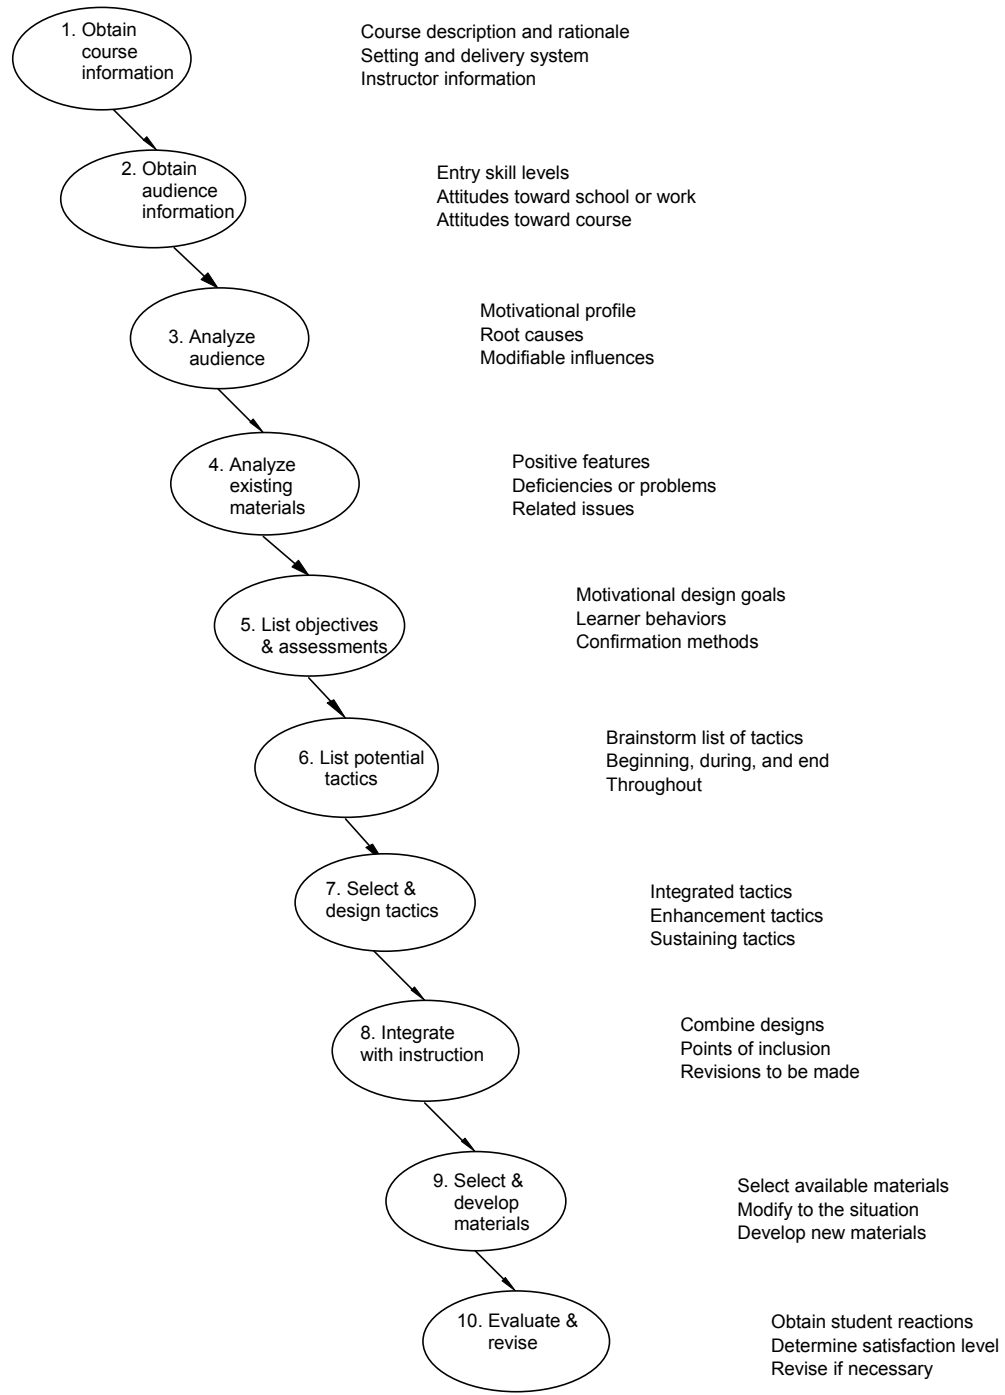 1. Obtain
course
information
Course description and rationale
Setting and delivery system
Instructor information
2. Obtain
audience
information
Entry skill levels
Attitudes toward school or work
Attitudes toward course
3. Analyze
audience
Motivational profile
Root causes
Modifiable influences
4. Analyze
existing
materials
Positive features
Deficiencies or problems
Related issues
5. List objectives
& assessments
Motivational design goals
Learner behaviors
Confirmation methods
6. List potential
tactics
Brainstorm list of tactics
Beginning, during, and end
Throughout
7. Select &
design tactics
Integrated tactics
Enhancement tactics
Sustaining tactics
8. Integrate
with instruction
Combine designs
Points of inclusion
Revisions to be made
9. Select &
develop
materials
Select available materials
Modify to the situation
Develop new materials
10. Evaluate &
revise
Obtain student reactions
Determine satisfaction level
Revise if necessary